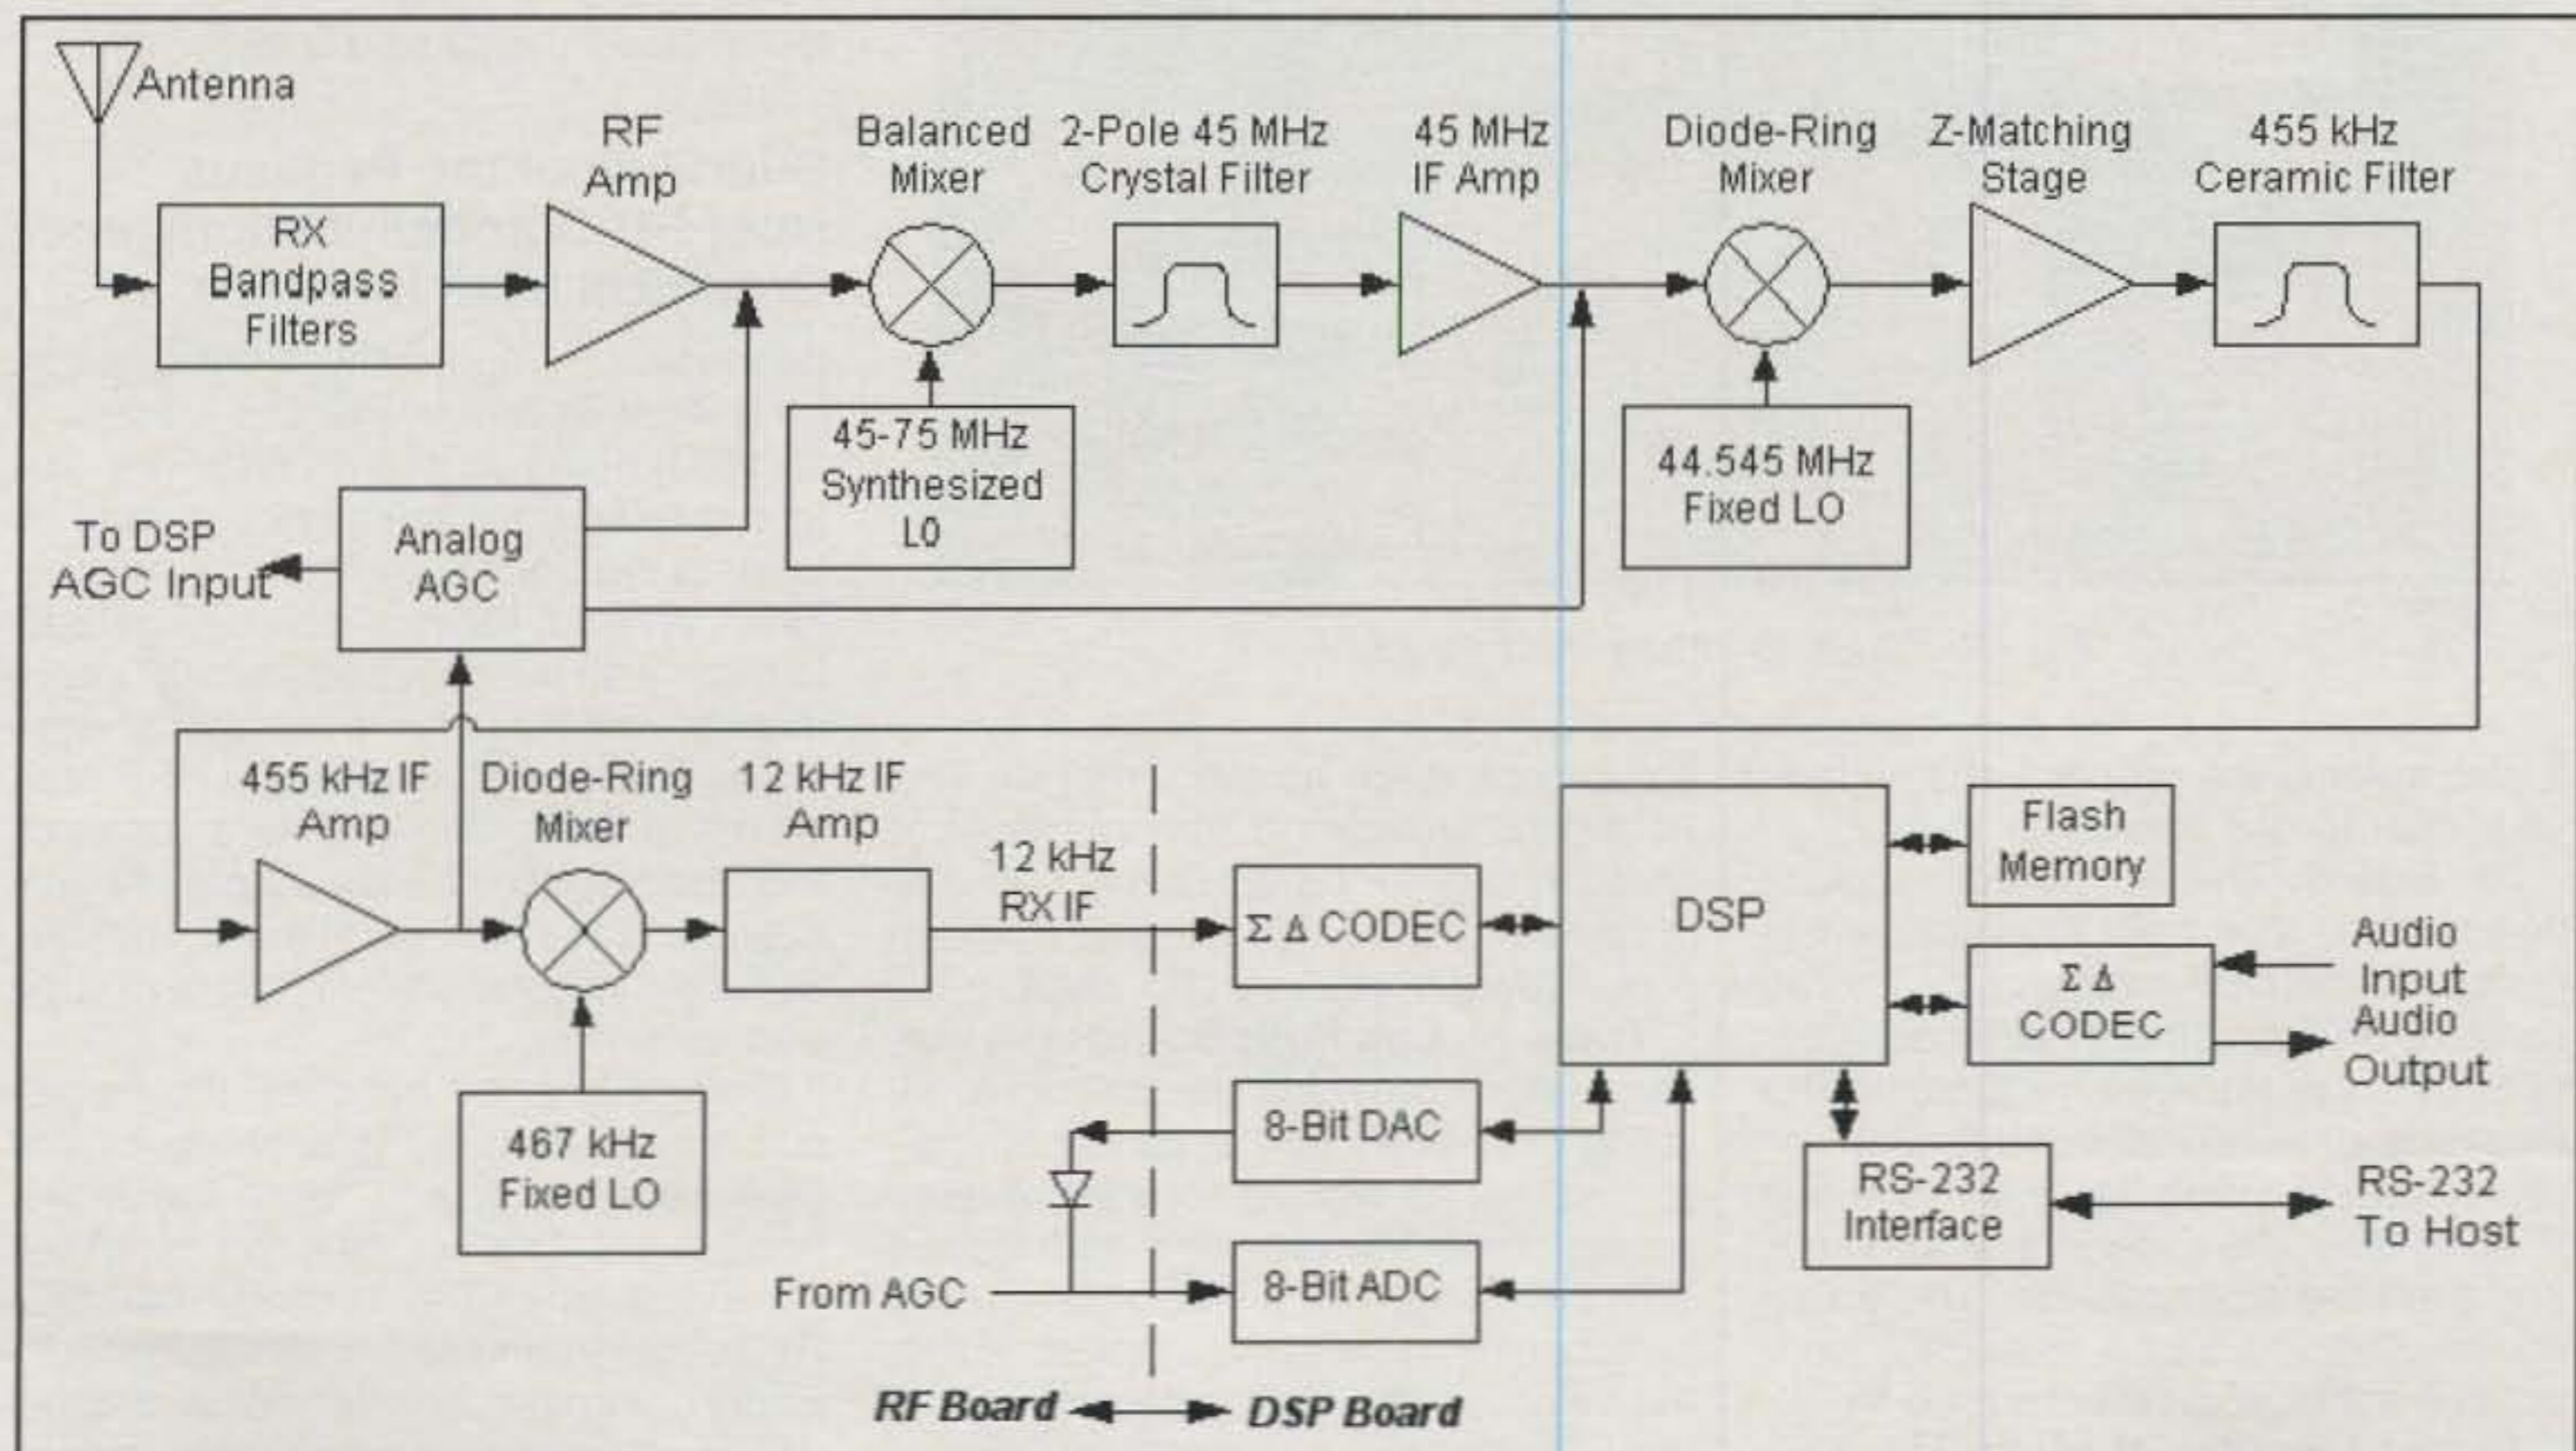 Antenna
RF
Amp
Balanced
Mixer
2-Pole 45 MHz
Crystal Filter
45 MHz
IF Amp
Diode-Ring
Mixer
Z-Matching
Stage
455 kHz
Ceramic Filter
RX
Bandpass
Filters
45-75 MHz
Synthesized
L0
44.545 MHz
Fixed LO
To DSP
AGC Input
Analog
AGC
455 kHz IF
Amp
Diode-Ring
Mixer
12 kHz IF
Amp
12 kHz
RX IF
Σ Δ CODEC
DSP
Flash
Memory
Σ Δ
CODEC
Audio
Input
Audio
Output
467 kHz
Fixed LO
8-Bit DAC
RS-232
Interface
RS-232
To Host
From AGC
8-Bit ADC
RF Board
DSP Board